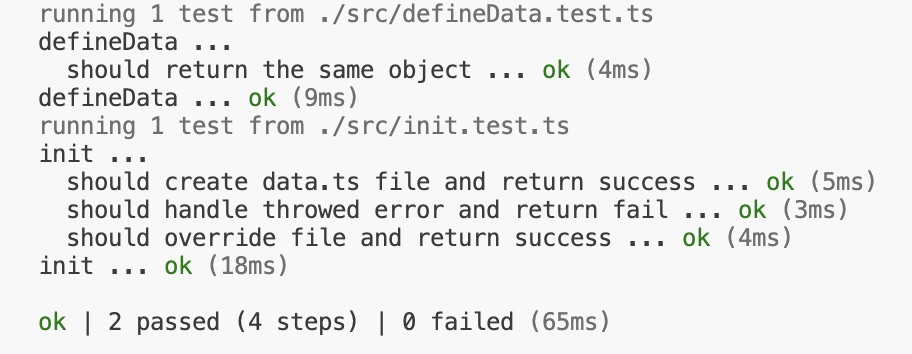 running 1 test from ./src/defineData.test.ts
defineData ...
  should return the same object ... ok (4ms)
defineData ... ok (9ms)
running 1 test from ./src/init.test.ts
init ...
  should create data.ts file and return success ... ok (5ms)
  should handle throwed error and return fail ... ok (3ms)
  should override file and return success ... ok (4ms)
init ... ok (18ms)

ok | 2 passed (4 steps) | 0 failed (65ms)